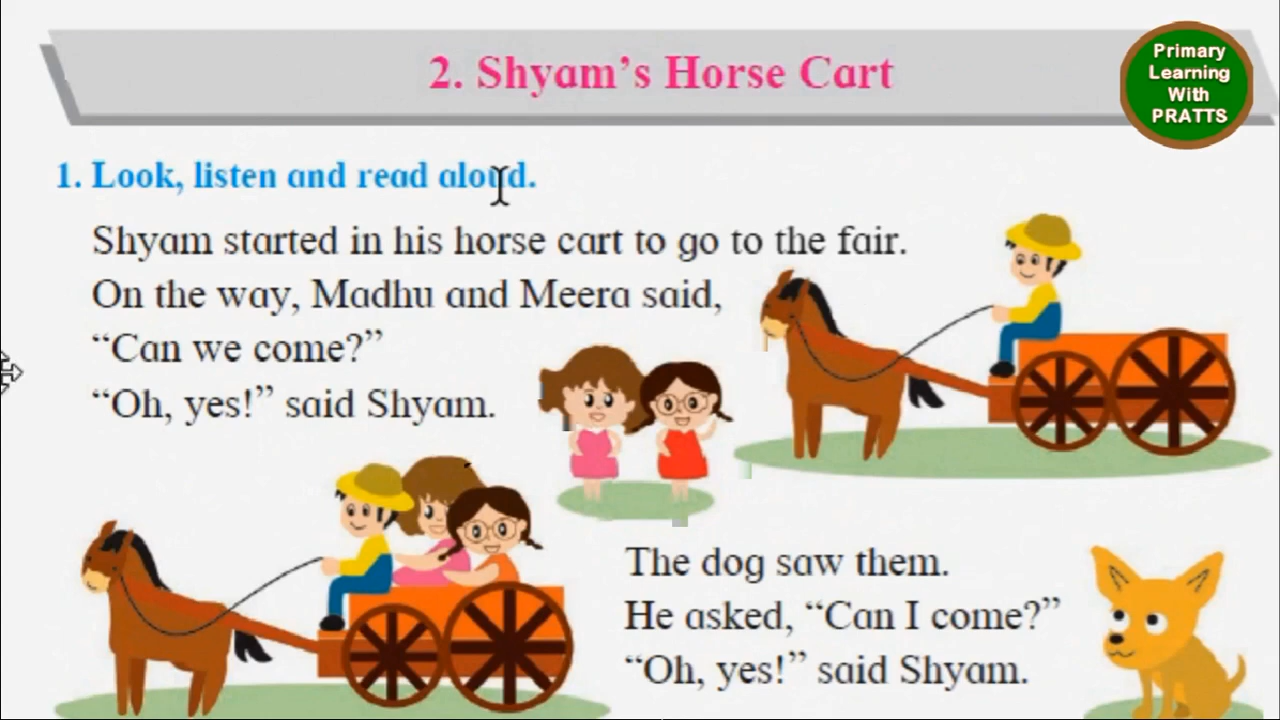 2. Shyam's Horse Cart
Primary
Learning
With
PRATTS
1. Look, listen and read aloud.
Shyam started in his horse cart to go to the fair.
On the way, Madhu and Meera said,
“Can we come?”
“Oh, yes!” said Shyam.
The dog saw them.
He asked, “Can I come?”
“Oh, yes!” said Shyam.